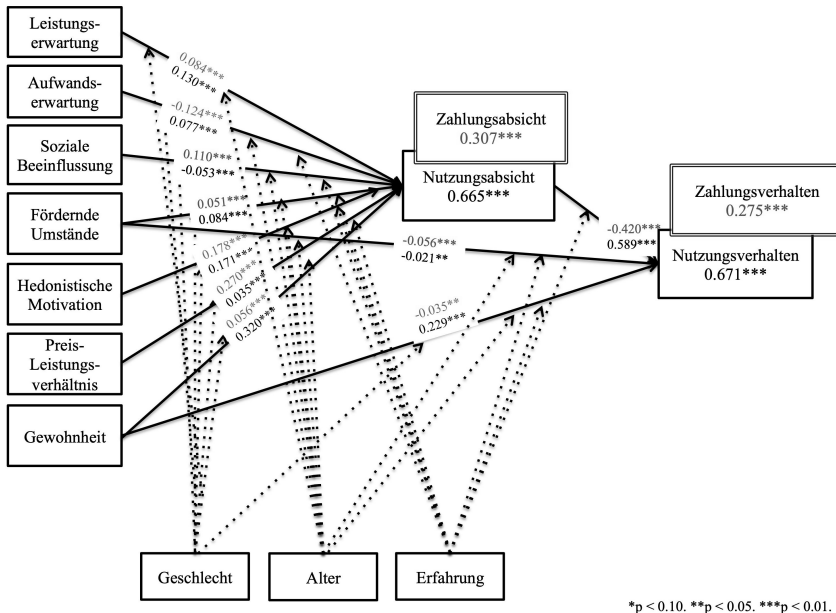 Leistungs-
erwartung
Aufwands-
erwartung
Soziale
Beeinflussung
Fördernde
Umstände
Hedonistische
Motivation
Preis-
Leistungs-
verhältnis
Gewohnheit
0.084***
0.130***
-0.124***
0.077***
0.110***
-0.053***
0.051***
0.084***
0.178***
0.171***
0.270***
0.035***
0.056***
0.320***
Zahlungsabsicht
0.307***
Nutzungsabsicht
0.665***
-0.056***
-0.021**
-0.035**
0.229***
-0.420***
0.589***
Zahlungsverhalten
0.275***
Nutzungsverhalten
0.671***
Geschlecht
Alter
Erfahrung
*p < 0.10. **p < 0.05. ***p < 0.01.